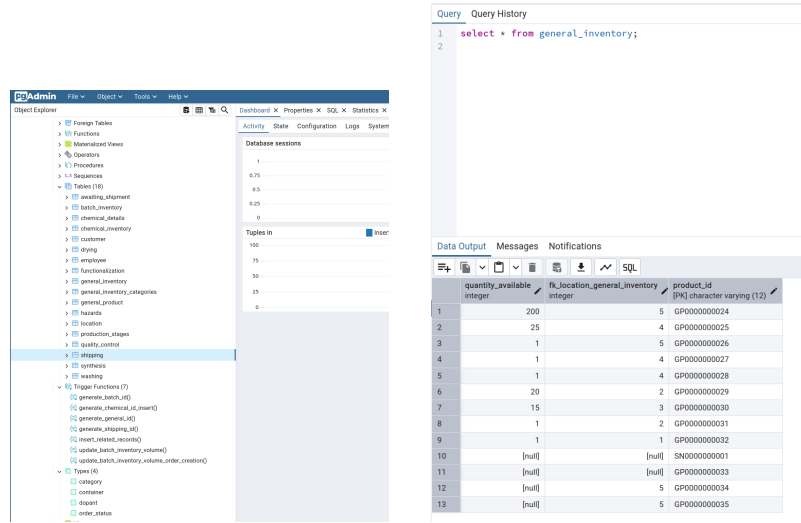 pgAdmin File Object Tools Help
Object Explorer
Foreign Tables
Functions
Materialized Views
Operators
Procedures
1..3 Sequences
Tables (18)
awaiting_shipment
batch_inventory
chemical_details
chemical_inventory
customer
drying
employee
functionalization
general_inventory
general_inventory_categories
general_product
hazards
location
production_stages
quality_control
shipping
synthesis
washing
Trigger Functions (7)
generate_batch_id()
generate_chemical_id_insert()
generate_general_id()
generate_shipping_id()
insert_related_records()
update_batch_inventory_volume()
update_batch_inventory_volume_order_creation()
Types (4)
category
container
dopant
order_status
Dashboard Properties SQL Statistics
Activity State Configuration Logs System
Database sessions
1
0.75
0.5
0.25
0
Tuples in Inser
100
75
50
25
0
Query Query History
1 select * from general_inventory;
2
Data Output Messages Notifications
SQL
quantity_available fk_location_general_inventory product_id
integer integer [PK] character varying (12)
1 200 5 GP0000000024
2 25 4 GP0000000025
3 1 5 GP0000000026
4 1 4 GP0000000027
5 1 4 GP0000000028
6 20 2 GP0000000029
7 15 3 GP0000000030
8 1 2 GP0000000031
9 1 1 GP0000000032
10 [null] [null] SN0000000001
11 [null] [null] GP0000000033
12 [null] 5 GP0000000034
13 [null] 5 GP0000000035